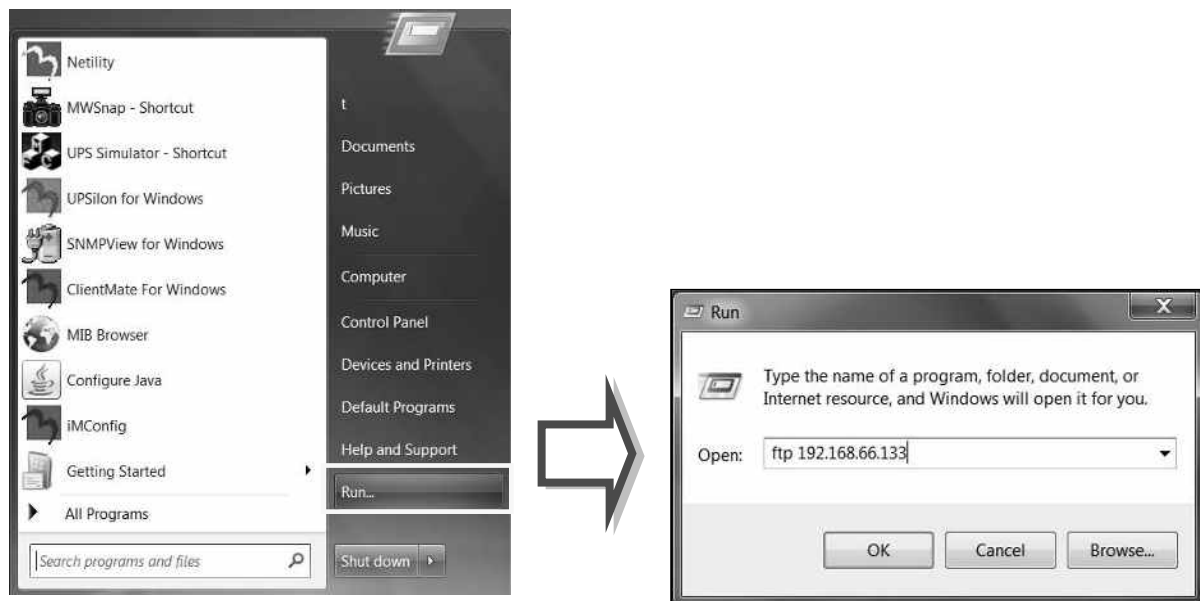 Netility
MWSnap - Shortcut
UPS Simulator - Shortcut
UPSilon for Windows
SNMPView for Windows
ClientMate For Windows
MIB Browser
Configure Java
iMConfig
Getting Started
All Programs
Search programs and files
t
Documents
Pictures
Music
Computer
Control Panel
Devices and Printers
Default Programs
Help and Support
Run...
Shut down
Run
X
Type the name of a program, folder, document, or
Internet resource, and Windows will open it for you.
Open: ftp 192.168.66.133
OK Cancel Browse...